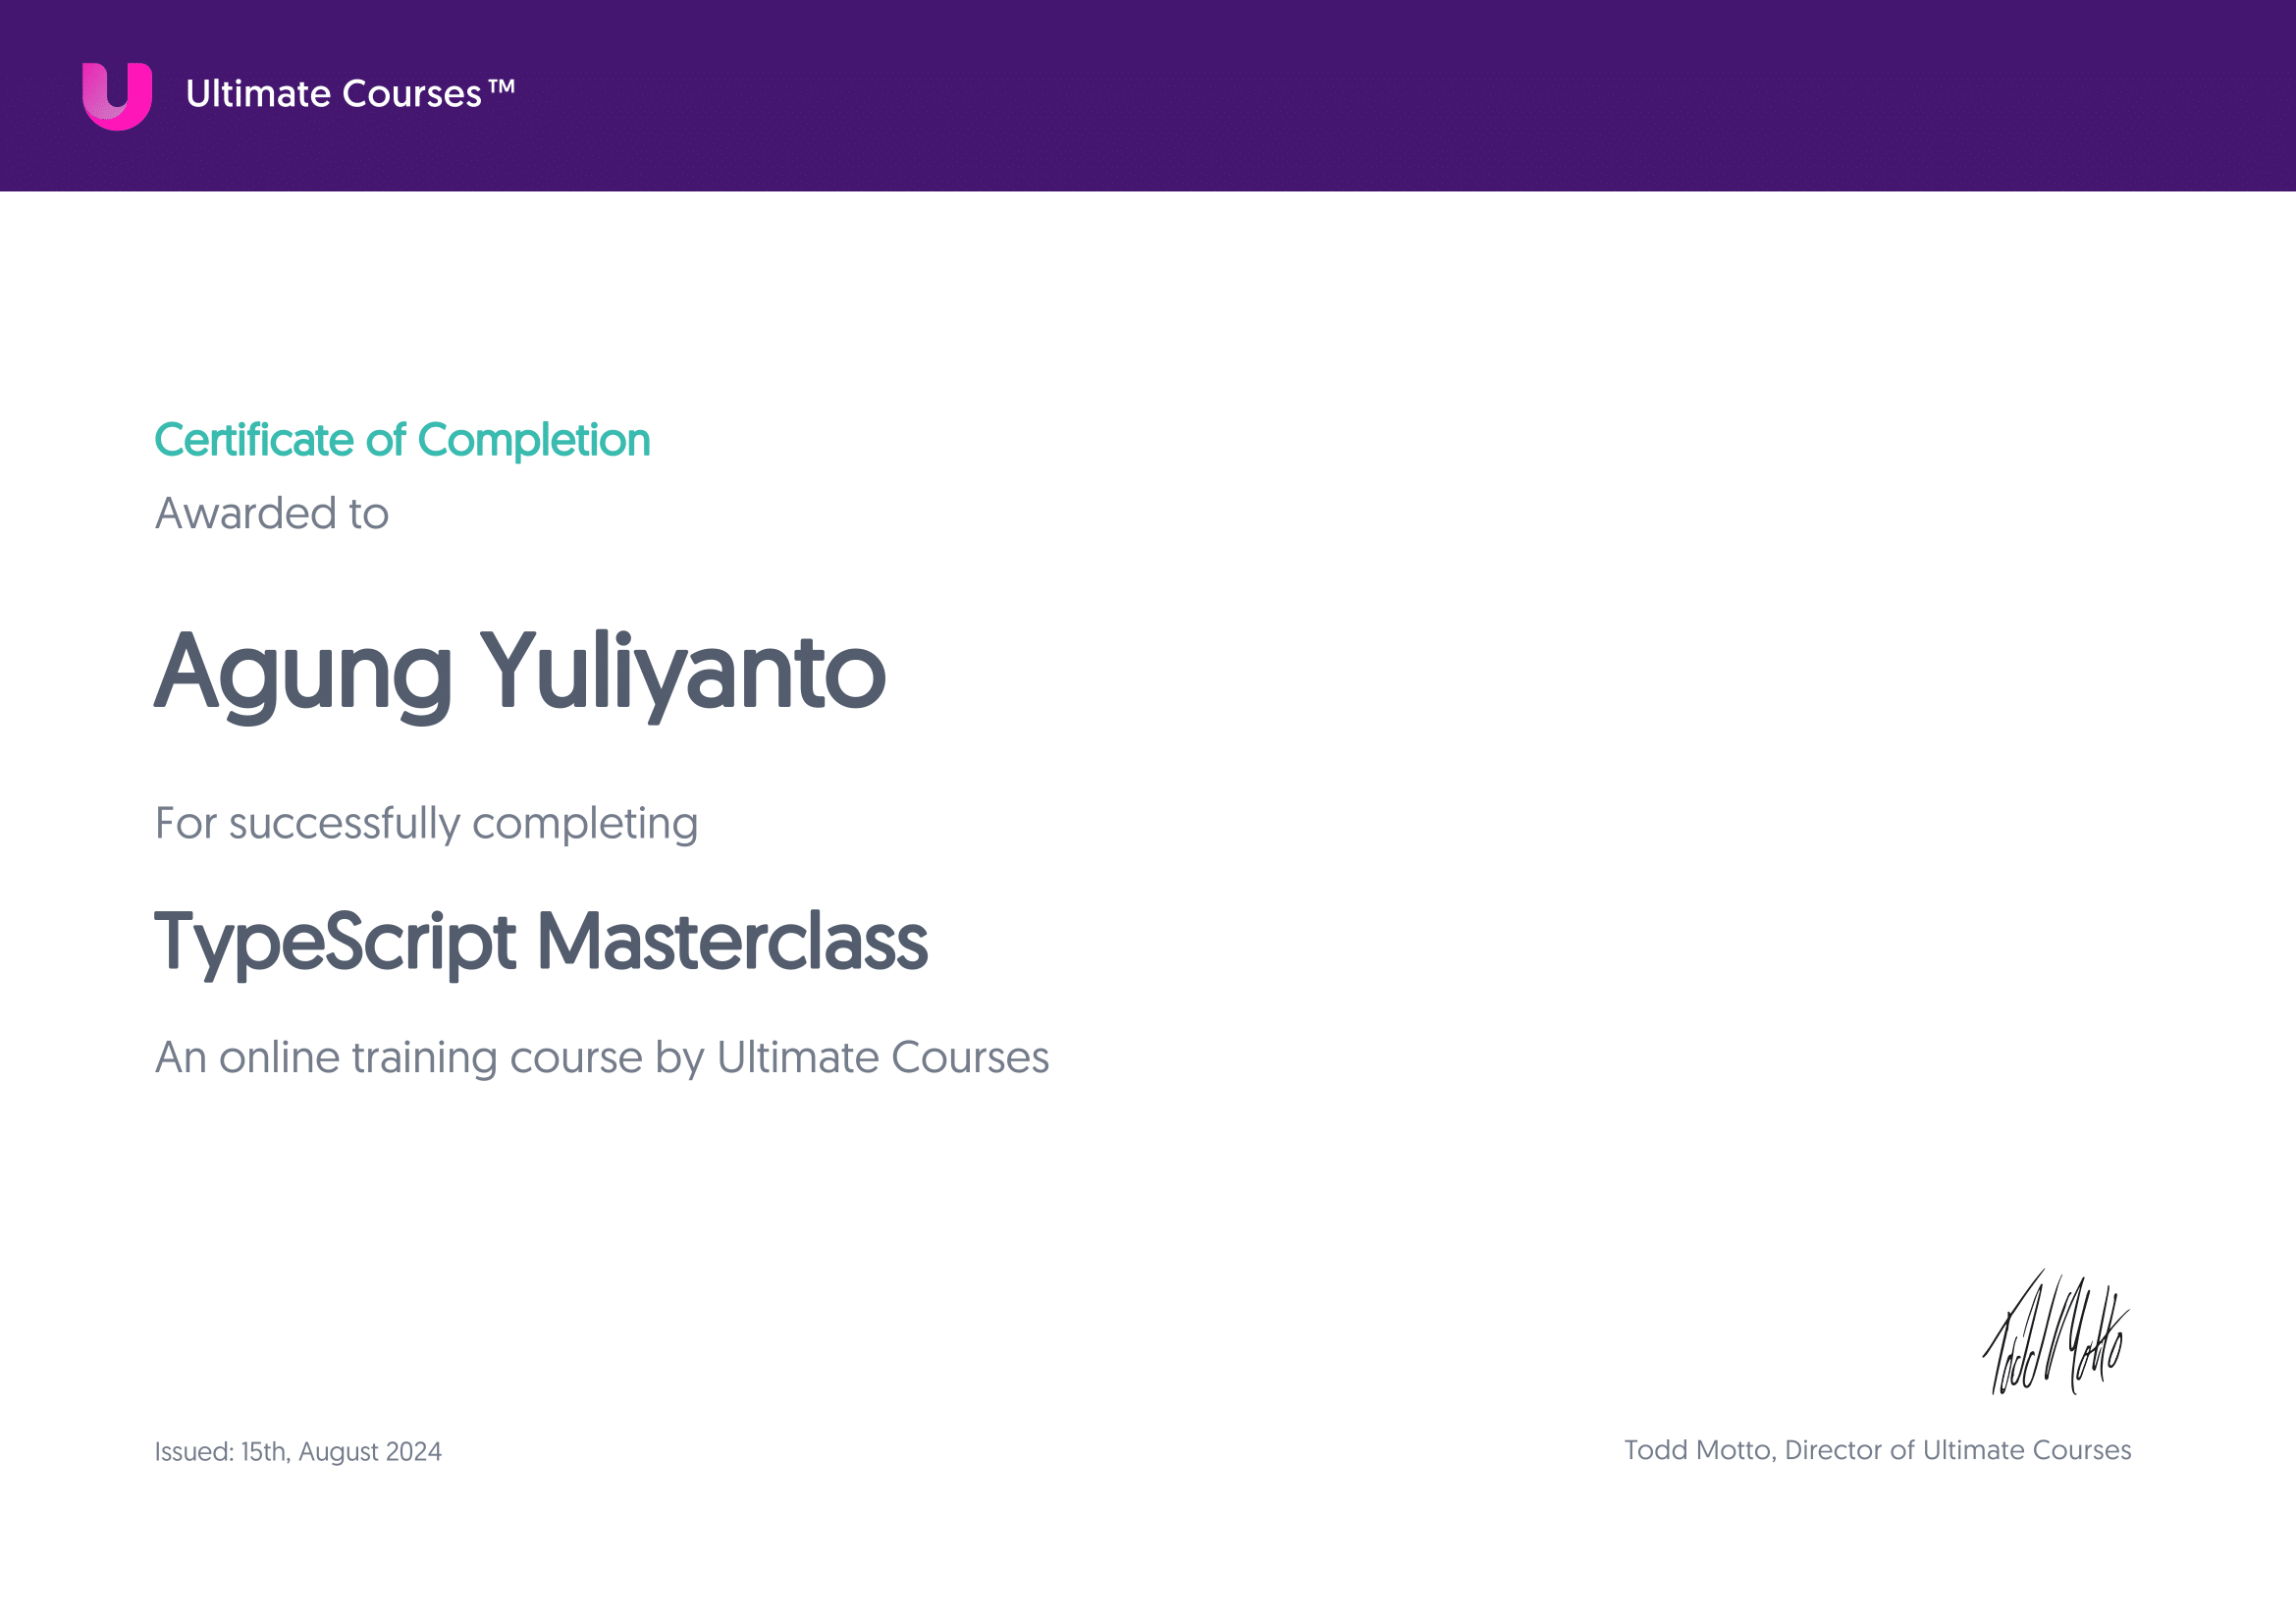 Ultimate Courses™
Certificate of Completion
Awarded to
Agung Yuliyanto
For successfully completing
TypeScript Masterclass
An online training course by Ultimate Courses
Todd Motto
Issued: 15th, August 2024
Todd Motto, Director of Ultimate Courses